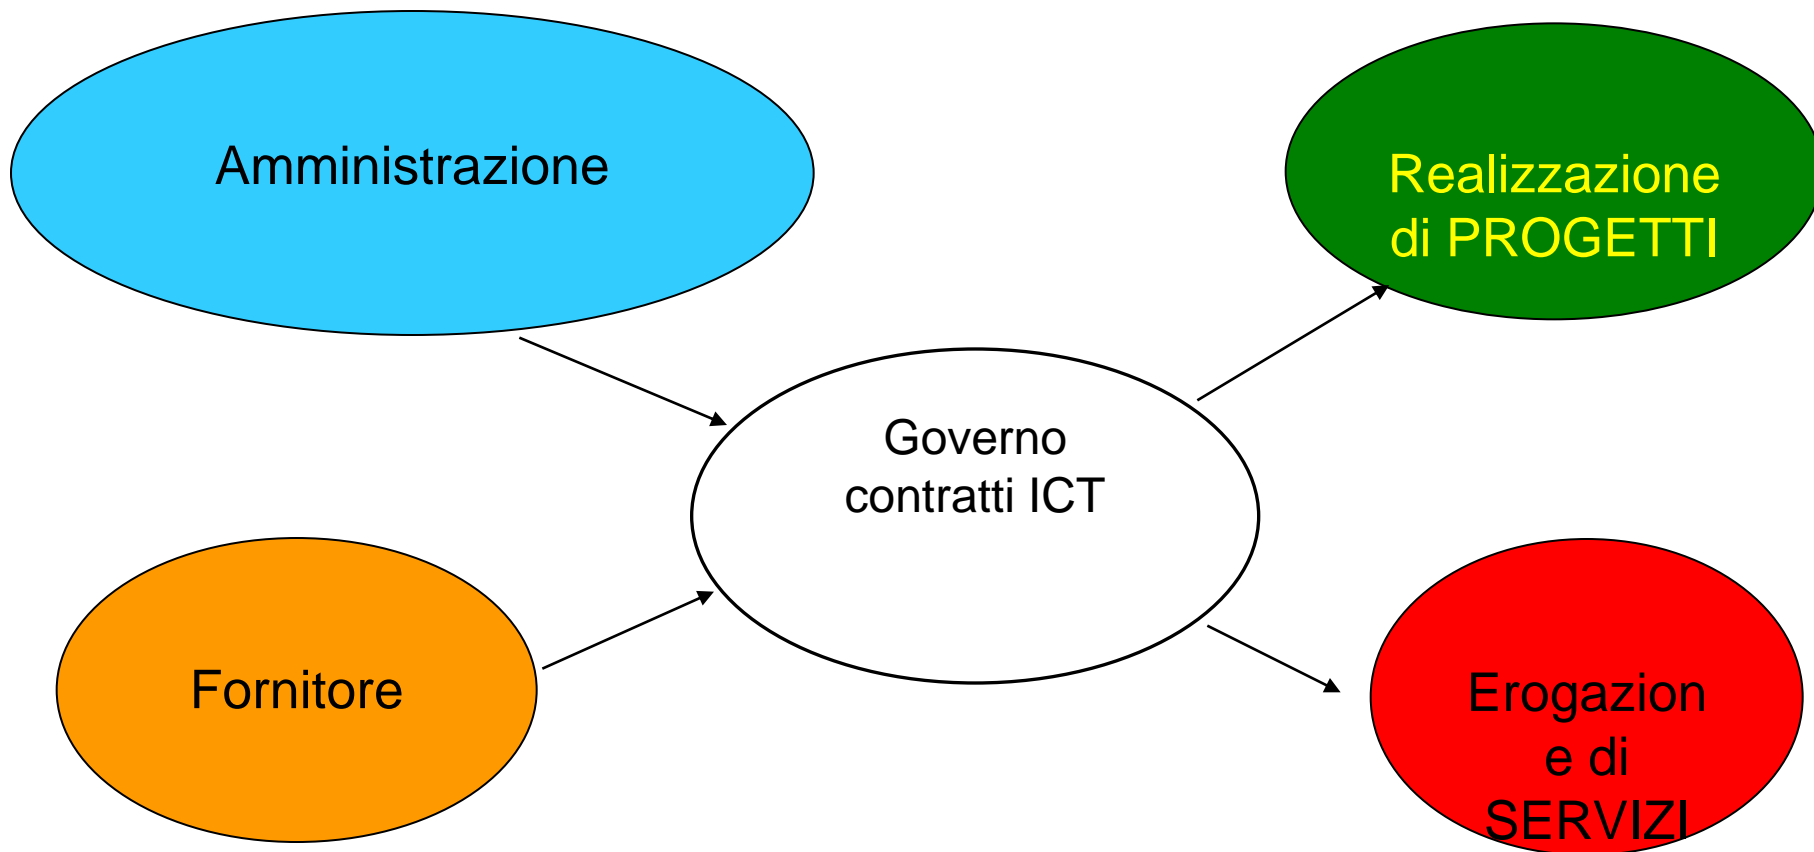 Amministrazione
Realizzazione
di PROGETTI
Governo
contratti ICT
Fornitore
Erogazion
e di
SERVIZI